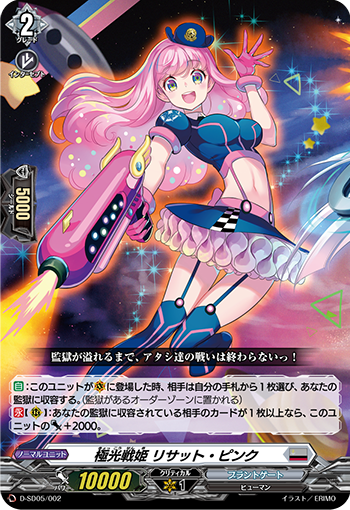 2
グレード
インターセプト
シールド
5000
監獄が溢れるまで、アタシ達の戦いは終わらないっ！
自:このユニットが に登場した時、相手は自分の手札から1枚選び、あなたの
監獄に収容する。(監獄があるオーダーゾーンに置かれる)
永【 】:あなたの監獄に収容されている相手のカードが1枚以上なら、このユ
ニットの +2000。
ノーマルユニット
極光戦姫 リサット・ピンク
パワー
10000
クリティカル
1
ブラントゲート
ヒューマン
D-SD05/002
イラスト／ERIMO